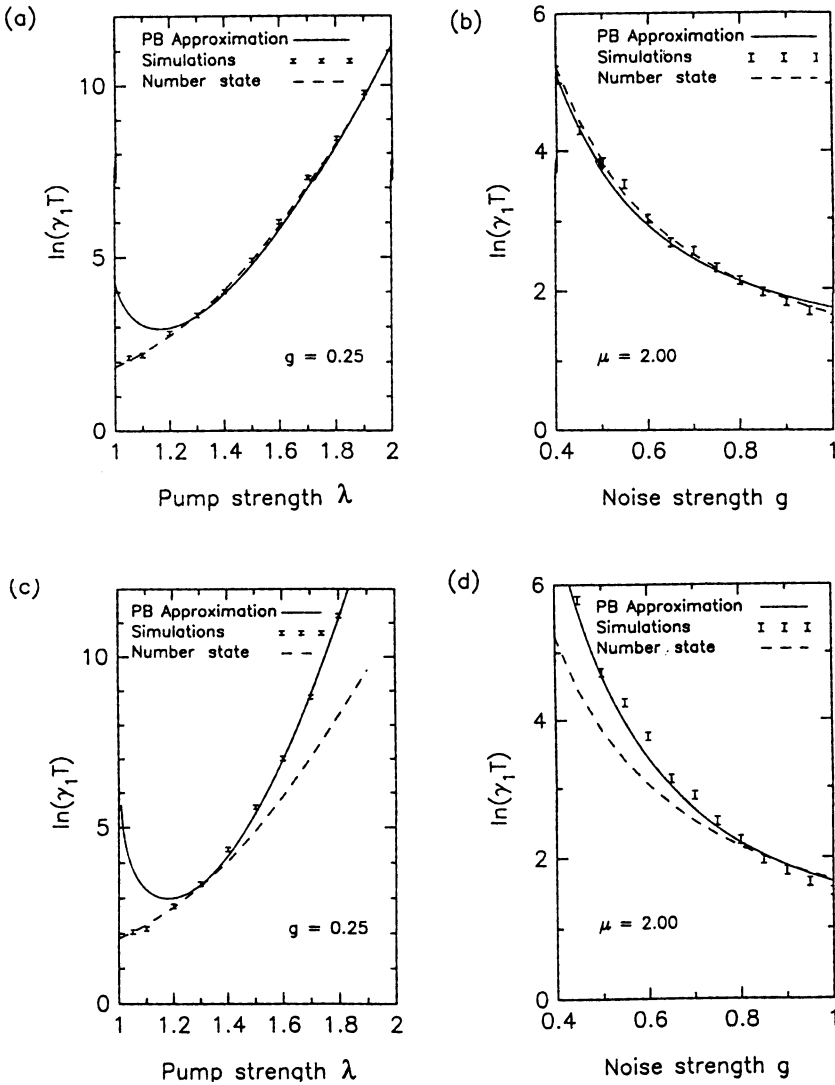 (a)
PB Approximation
Simulations
Number state
10
5
0
ln(γ₁T)
g = 0.25
1 1.2 1.4 1.6 1.8 2
Pump strength λ
(b)
6
PB Approximation
Simulations
Number state
4
2
0
ln(γ₁T)
μ = 2.00
0.4 0.6 0.8 1
Noise strength g
(c)
PB Approximation
Simulations
Number state
10
5
0
ln(γ₁T)
g = 0.25
1 1.2 1.4 1.6 1.8 2
Pump strength λ
(d)
6
PB Approximation
Simulations
Number state
4
2
0
ln(γ₁T)
μ = 2.00
0.4 0.6 0.8 1
Noise strength g